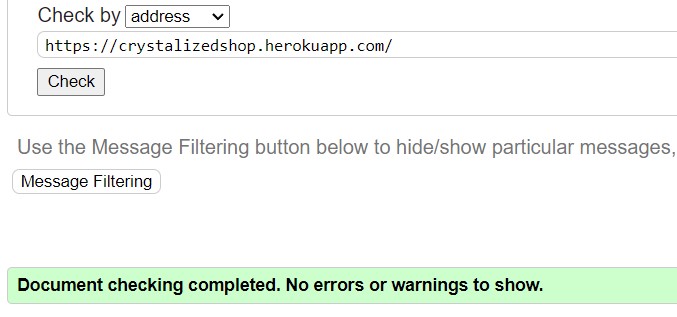 Check by address
https://crystalizedshop.herokuapp.com/
Check
Use the Message Filtering button below to hide/show particular messages,
Message Filtering
Document checking completed. No errors or warnings to show.